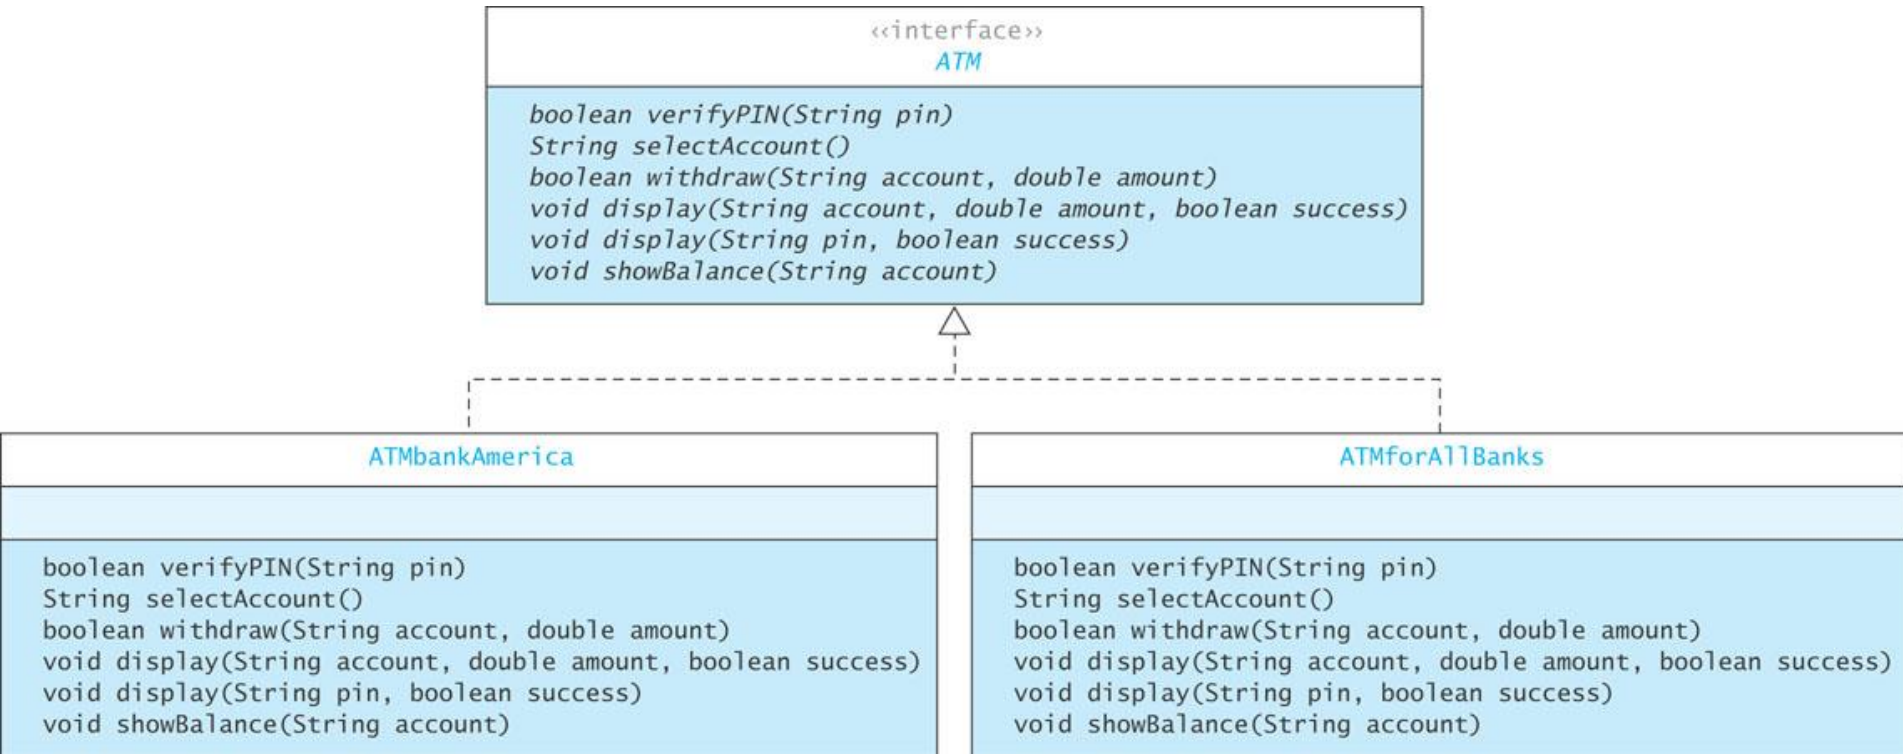 ‹‹interface››
ATM
boolean verifyPIN(String pin)
String selectAccount()
boolean withdraw(String account, double amount)
void display(String account, double amount, boolean success)
void display(String pin, boolean success)
void showBalance(String account)
ATMbankAmerica
boolean verifyPIN(String pin)
String selectAccount()
boolean withdraw(String account, double amount)
void display(String account, double amount, boolean success)
void display(String pin, boolean success)
void showBalance(String account)
ATMforAllBanks
boolean verifyPIN(String pin)
String selectAccount()
boolean withdraw(String account, double amount)
void display(String account, double amount, boolean success)
void display(String pin, boolean success)
void showBalance(String account)